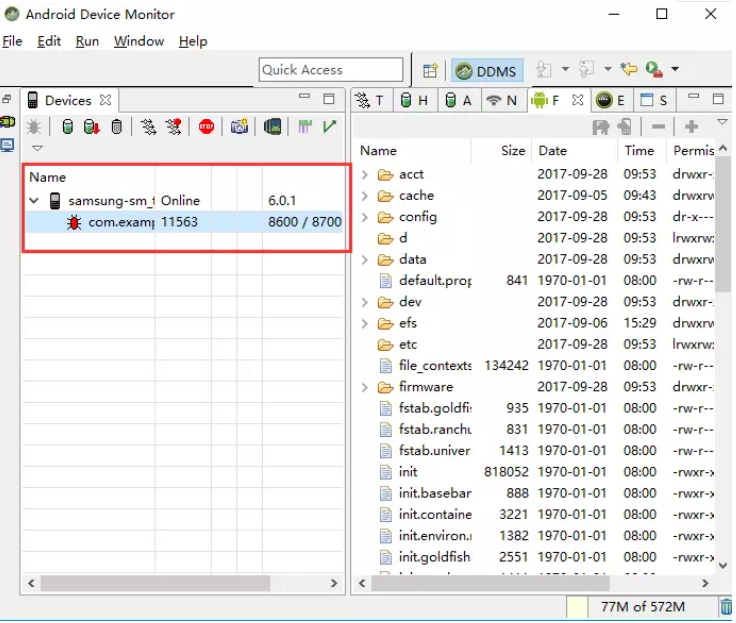 Android Device Monitor
File Edit Run Window Help
Quick Access DDMS
Devices T H A N F E S
Name
samsung-sm_ Online 6.0.1
com.examp 11563 8600 / 8700
Name Size Date Time Permis
acct 2017-09-28 09:53 drwxr-x
cache 2017-09-05 09:43 drwxrw
config 2017-09-28 09:53 dr-x---
d 2017-09-28 09:53 lrwxrwx
data 2017-09-28 09:53 drwxrw
default.prop 841 1970-01-01 08:00 -rw-r--
dev 2017-09-28 09:53 drwxr-x
efs 2017-09-06 15:29 drwxrw
etc 2017-09-28 09:53 lrwxrwx
file_contexts 134242 1970-01-01 08:00 -rw-r--
firmware 2017-09-28 09:53 drwxr-x
fstab.goldfi 935 1970-01-01 08:00 -rw-r--
fstab.ranchu 831 1970-01-01 08:00 -rw-r--
fstab.univer 1413 1970-01-01 08:00 -rw-r--
init 818052 1970-01-01 08:00 -rwxr-x
init.baseban 888 1970-01-01 08:00 -rwxr-x
init.containe 3221 1970-01-01 08:00 -rwxr-x
init.environ.r 1382 1970-01-01 08:00 -rwxr-x
init.goldfish 2551 1970-01-01 08:00 -rwxr-x
77M of 572M